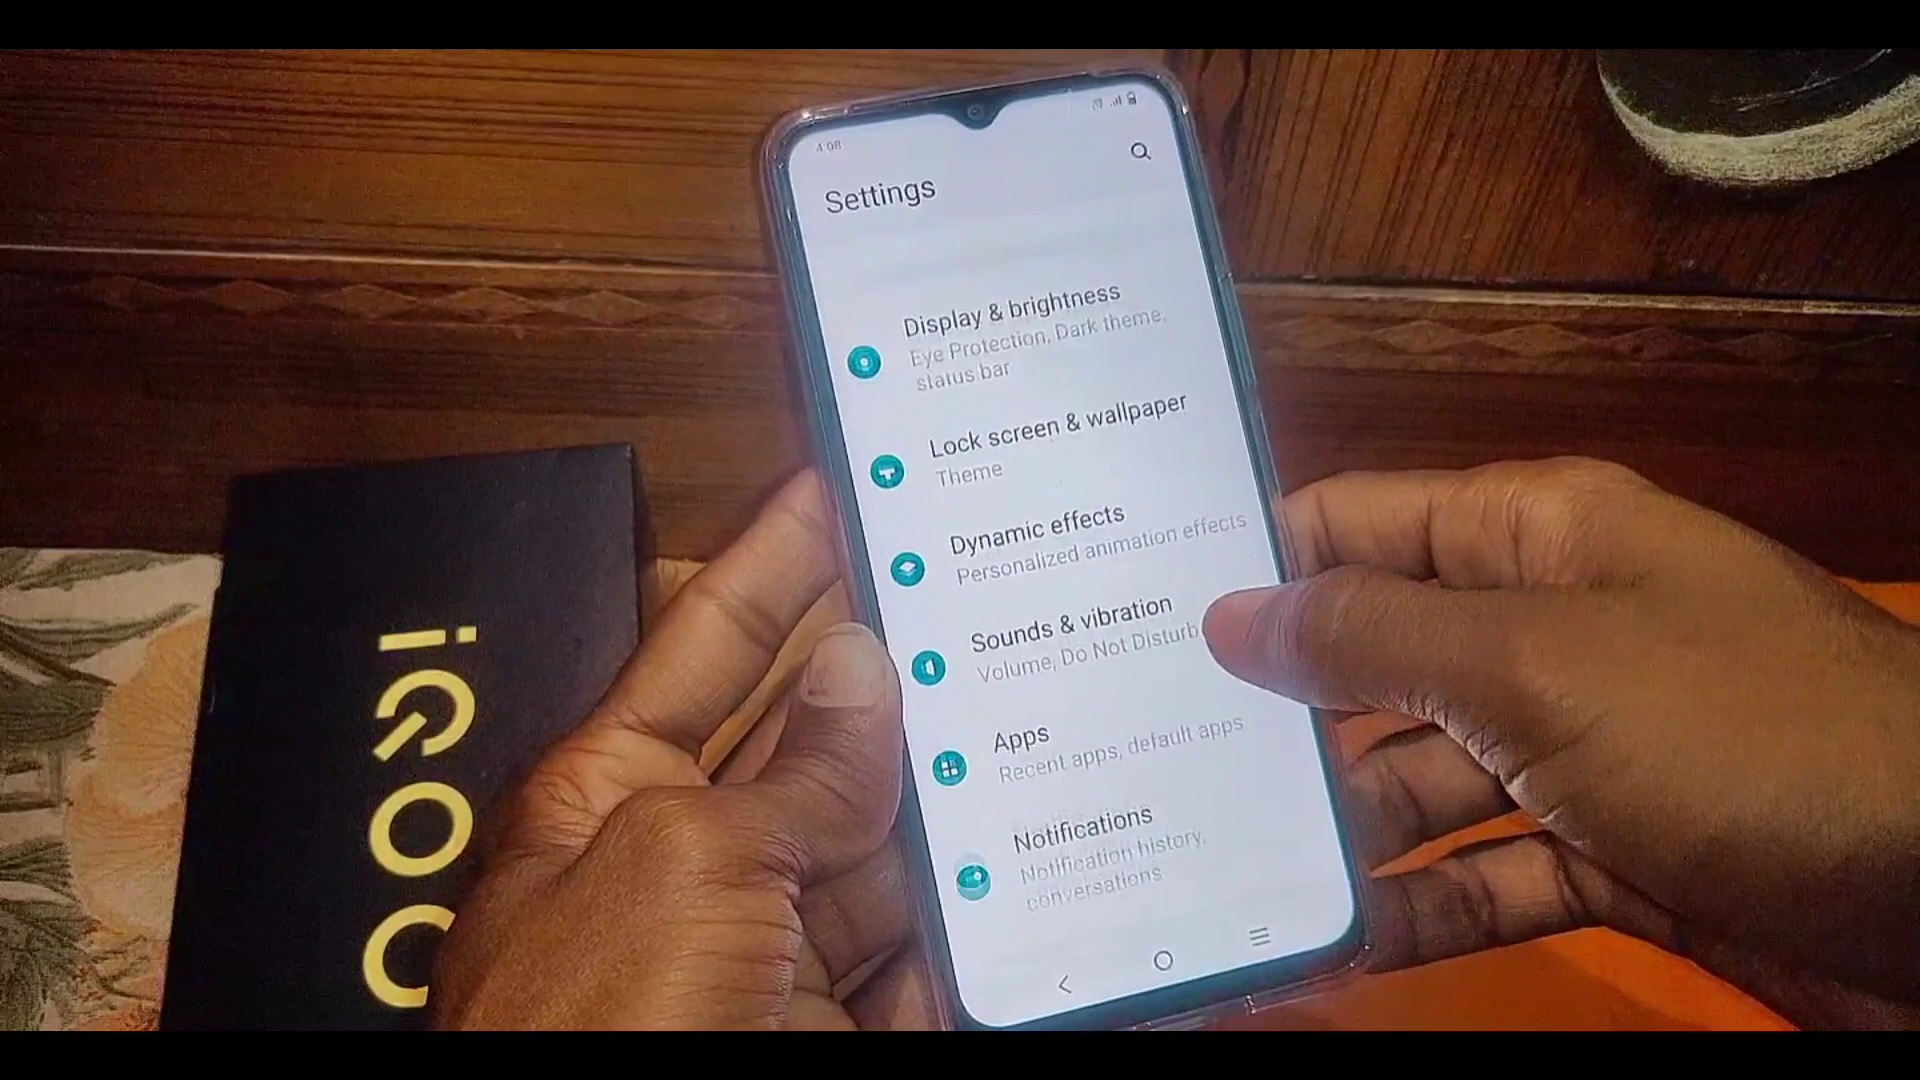 4:08
Settings
Display & brightness
Eye Protection, Dark theme,
status bar
Lock screen & wallpaper
Theme
Dynamic effects
Personalized animation effects
Sounds & vibration
Volume, Do Not Disturb
Apps
Recent apps, default apps
Notifications
Notification history,
conversations
iQOO